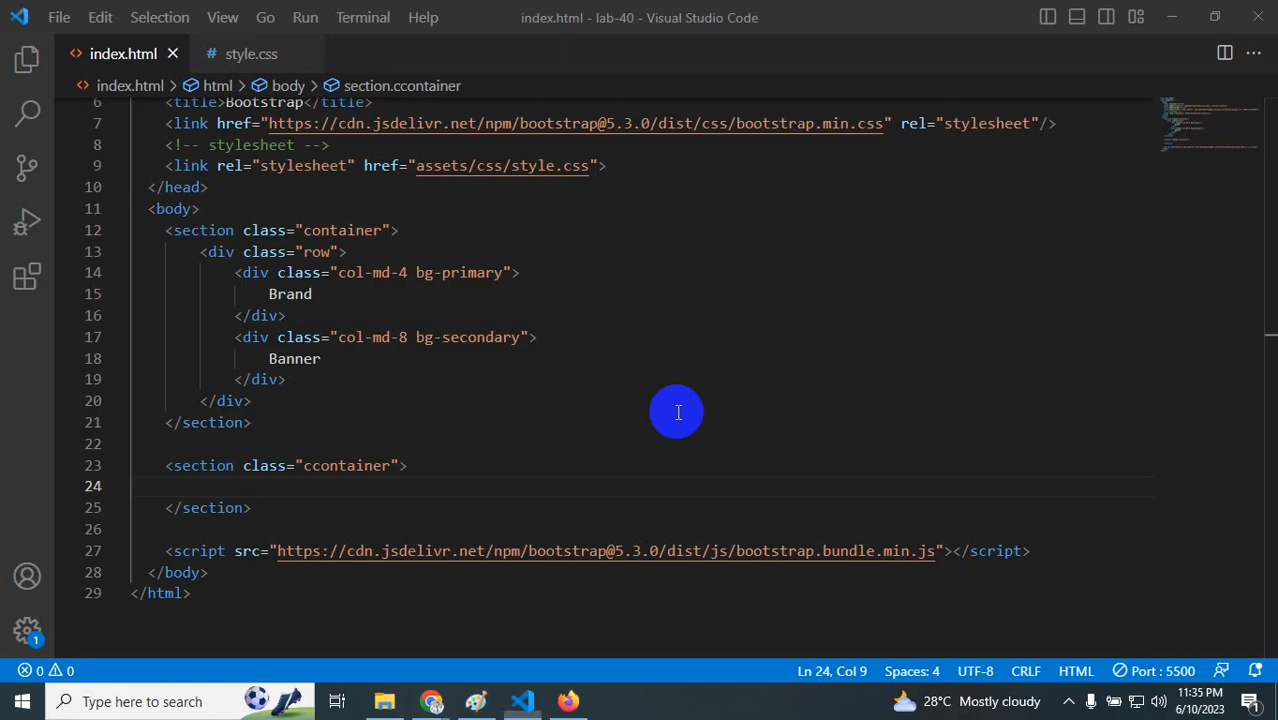 File Edit Selection View Go Run Terminal Help index.html - lab-40 - Visual Studio Code
<> index.html # style.css
<> index.html > html > body > section.ccontainer
6 <title>Bootstrap</title>
7 <link href="https://cdn.jsdelivr.net/npm/bootstrap@5.3.0/dist/css/bootstrap.min.css" rel="stylesheet"/>
8 <!-- stylesheet -->
9 <link rel="stylesheet" href="assets/css/style.css">
10 </head>
11 <body>
12 <section class="container">
13 <div class="row">
14 <div class="col-md-4 bg-primary">
15 Brand
16 </div>
17 <div class="col-md-8 bg-secondary">
18 Banner
19 </div>
20 </div>
21 </section>
22
23 <section class="ccontainer">
24
25 </section>
26
27 <script src="https://cdn.jsdelivr.net/npm/bootstrap@5.3.0/dist/js/bootstrap.bundle.min.js"></script>
28 </body>
29 </html>
1
0 0 Ln 24, Col 9 Spaces: 4 UTF-8 CRLF HTML Port : 5500
Type here to search 28°C Mostly cloudy 11:35 PM
6/10/2023 1